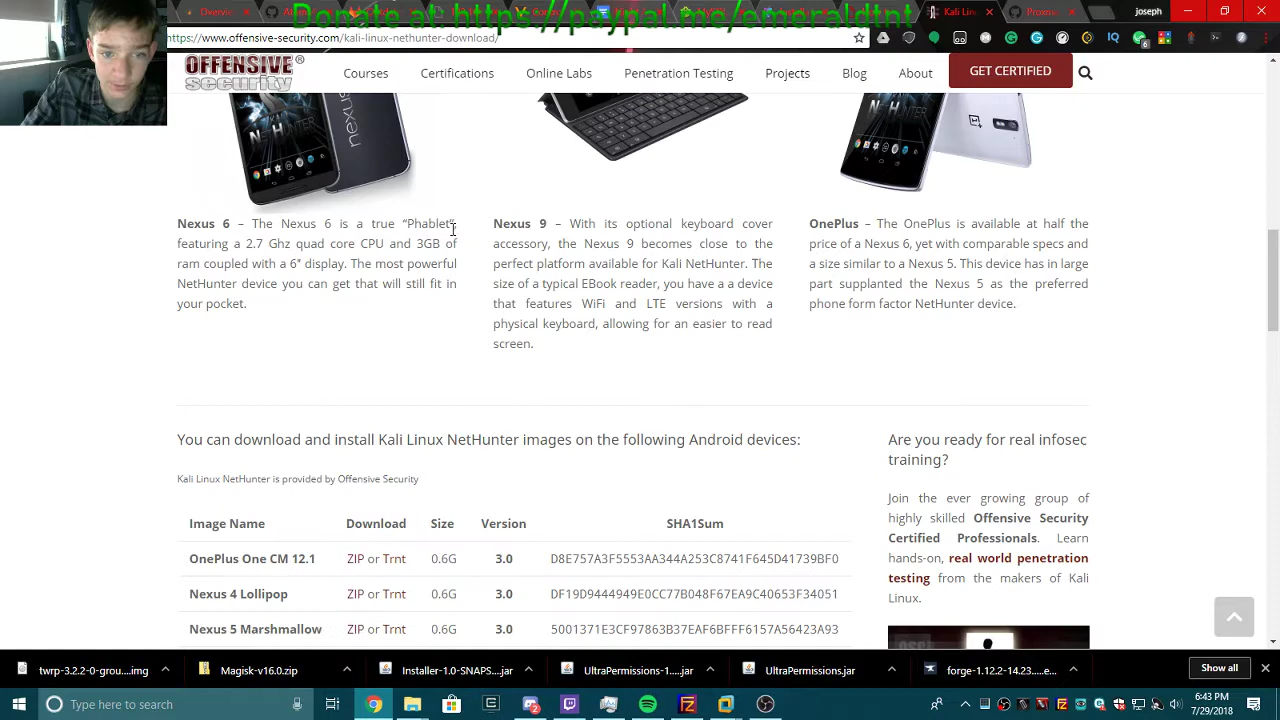 Donate at https://paypal.me/emeraldtnt
joseph
https://www.offensive-security.com/kali-linux-nethunter-download/
OFFENSIVE
security
®
Courses
Certifications
Online Labs
Penetration Testing
Projects
Blog
About
GET CERTIFIED
Nexus 6 – The Nexus 6 is a true “Phablet”,
featuring a 2.7 Ghz quad core CPU and 3GB of
ram coupled with a 6″ display. The most powerful
NetHunter device you can get that will still fit in
your pocket.
Nexus 9 – With its optional keyboard cover
accessory, the Nexus 9 becomes close to the
perfect platform available for Kali NetHunter. The
size of a typical EBook reader, you have a a device
that features WiFi and LTE versions with a
physical keyboard, allowing for an easier to read
screen.
OnePlus – The OnePlus is available at half the
price of a Nexus 6, yet with comparable specs and
a size similar to a Nexus 5. This device has in large
part supplanted the Nexus 5 as the preferred
phone form factor NetHunter device.
You can download and install Kali Linux NetHunter images on the following Android devices:
Kali Linux NetHunter is provided by Offensive Security
Image Name Download Size Version SHA1Sum
OnePlus One CM 12.1 ZIP or Trnt 0.6G 3.0 D8E757A3F5553AA344A253C8741F645D41739BF0
Nexus 4 Lollipop ZIP or Trnt 0.6G 3.0 DF19D9444949E0CC77B048F67EA9C40653F34051
Nexus 5 Marshmallow ZIP or Trnt 0.6G 3.0 5001371E3CF97863B37EAF6BFFF6157A56423A93
Are you ready for real infosec
training?
Join the ever growing group of
highly skilled Offensive Security
Certified Professionals. Learn
hands-on, real world penetration
testing from the makers of Kali
Linux.
twrp-3.2.2-0-grou....img
Magisk-v16.0.zip
Installer-1.0-SNAPS....jar
UltraPermissions (1).jar
UltraPermissions.jar
forge-1.12.2-14.23....e...
Show all
Type here to search
6:43 PM
7/29/2018